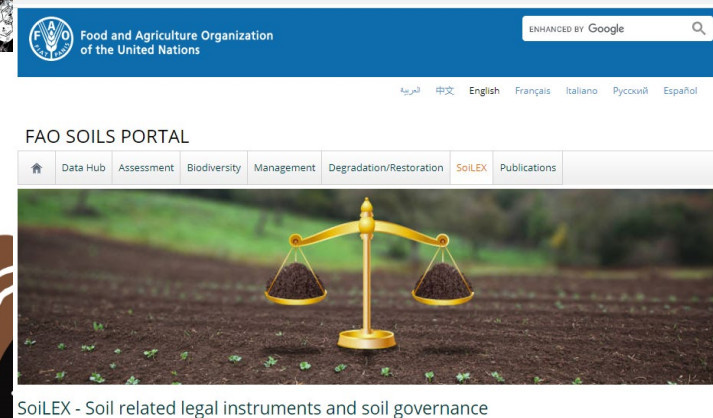 Food and Agriculture Organization
of the United Nations
ENHANCED BY Google
العربية 中文 English Français Italiano Русский Español
FAO SOILS PORTAL
Data Hub Assessment Biodiversity Management Degradation/Restoration SoiLEX Publications
SoiLEX - Soil related legal instruments and soil governance